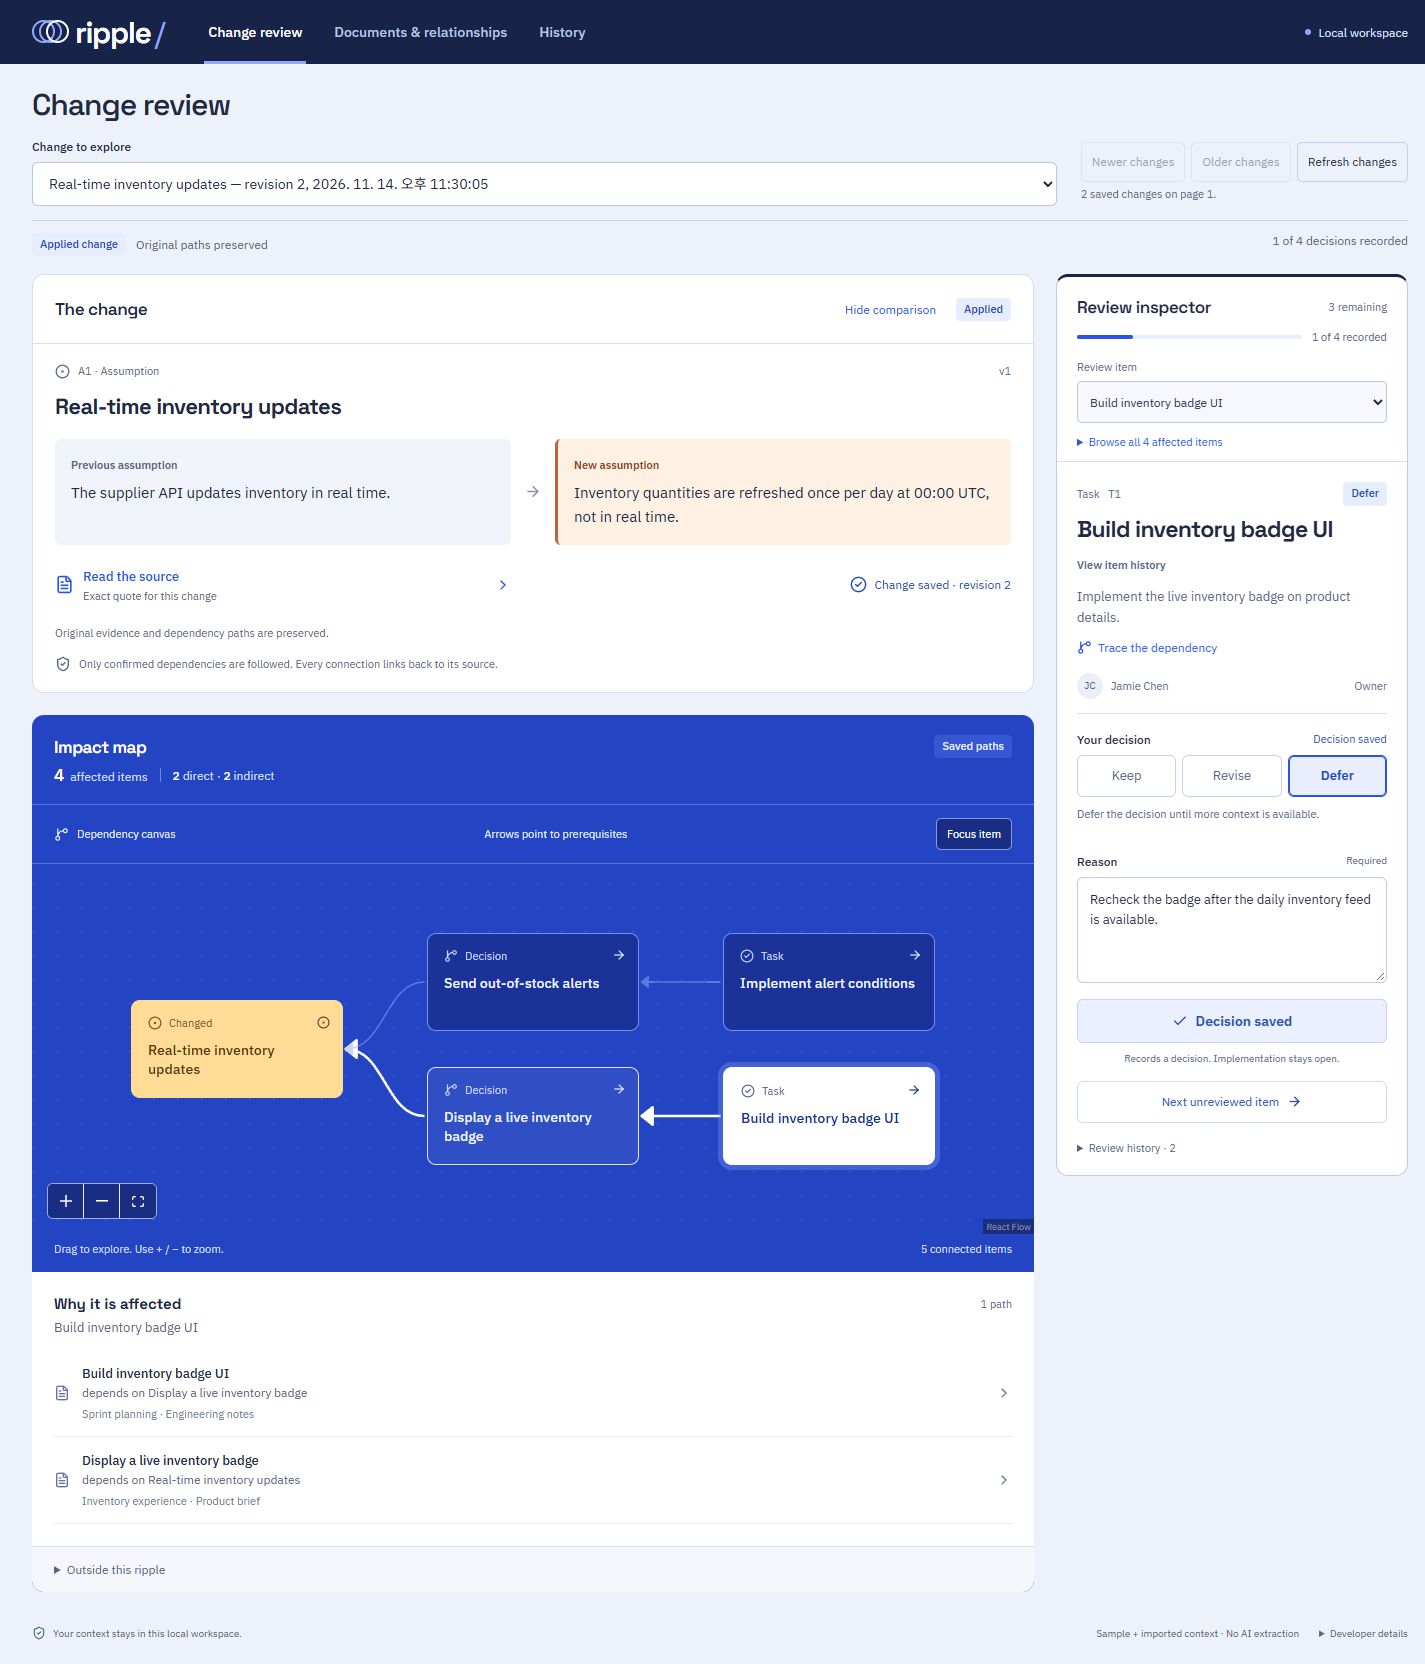 ripple/
Change review
Documents & relationships
History
Local workspace
Change review
Change to explore
Real-time inventory updates — revision 2, 2026. 11. 14. 오후 11:30:05
Newer changes
Older changes
Refresh changes
2 saved changes on page 1.
Applied change
Original paths preserved
1 of 4 decisions recorded
The change
Hide comparison
Applied
A1 · Assumption
v1
Real-time inventory updates
Previous assumption
The supplier API updates inventory in real time.
New assumption
Inventory quantities are refreshed once per day at 00:00 UTC,
not in real time.
Read the source
Exact quote for this change
Change saved · revision 2
Original evidence and dependency paths are preserved.
Only confirmed dependencies are followed. Every connection links back to its source.
Impact map
Saved paths
4 affected items
2 direct · 2 indirect
Dependency canvas
Arrows point to prerequisites
Focus item
Decision
Send out-of-stock alerts
Task
Implement alert conditions
Changed
Real-time inventory
updates
Decision
Display a live inventory
badge
Task
Build inventory badge UI
React Flow
Drag to explore. Use + / − to zoom.
5 connected items
Why it is affected
1 path
Build inventory badge UI
Build inventory badge UI
depends on Display a live inventory badge
Sprint planning · Engineering notes
Display a live inventory badge
depends on Real-time inventory updates
Inventory experience · Product brief
Outside this ripple
Review inspector
3 remaining
1 of 4 recorded
Review item
Build inventory badge UI
Browse all 4 affected items
Task T1
Defer
Build inventory badge UI
View item history
Implement the live inventory badge on product
details.
Trace the dependency
JC Jamie Chen
Owner
Your decision
Decision saved
Keep
Revise
Defer
Defer the decision until more context is available.
Reason
Required
Recheck the badge after the daily inventory feed
is available.
Decision saved
Records a decision. Implementation stays open.
Next unreviewed item
Review history · 2
Your context stays in this local workspace.
Sample + imported context · No AI extraction
Developer details